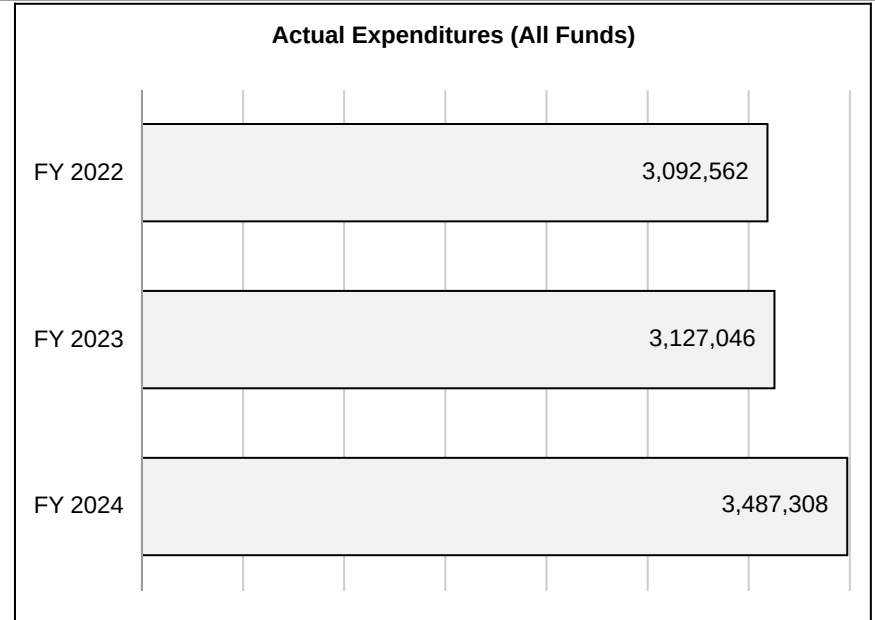 Actual Expenditures (All Funds)
FY 2022 3,092,562
FY 2023 3,127,046
FY 2024 3,487,308